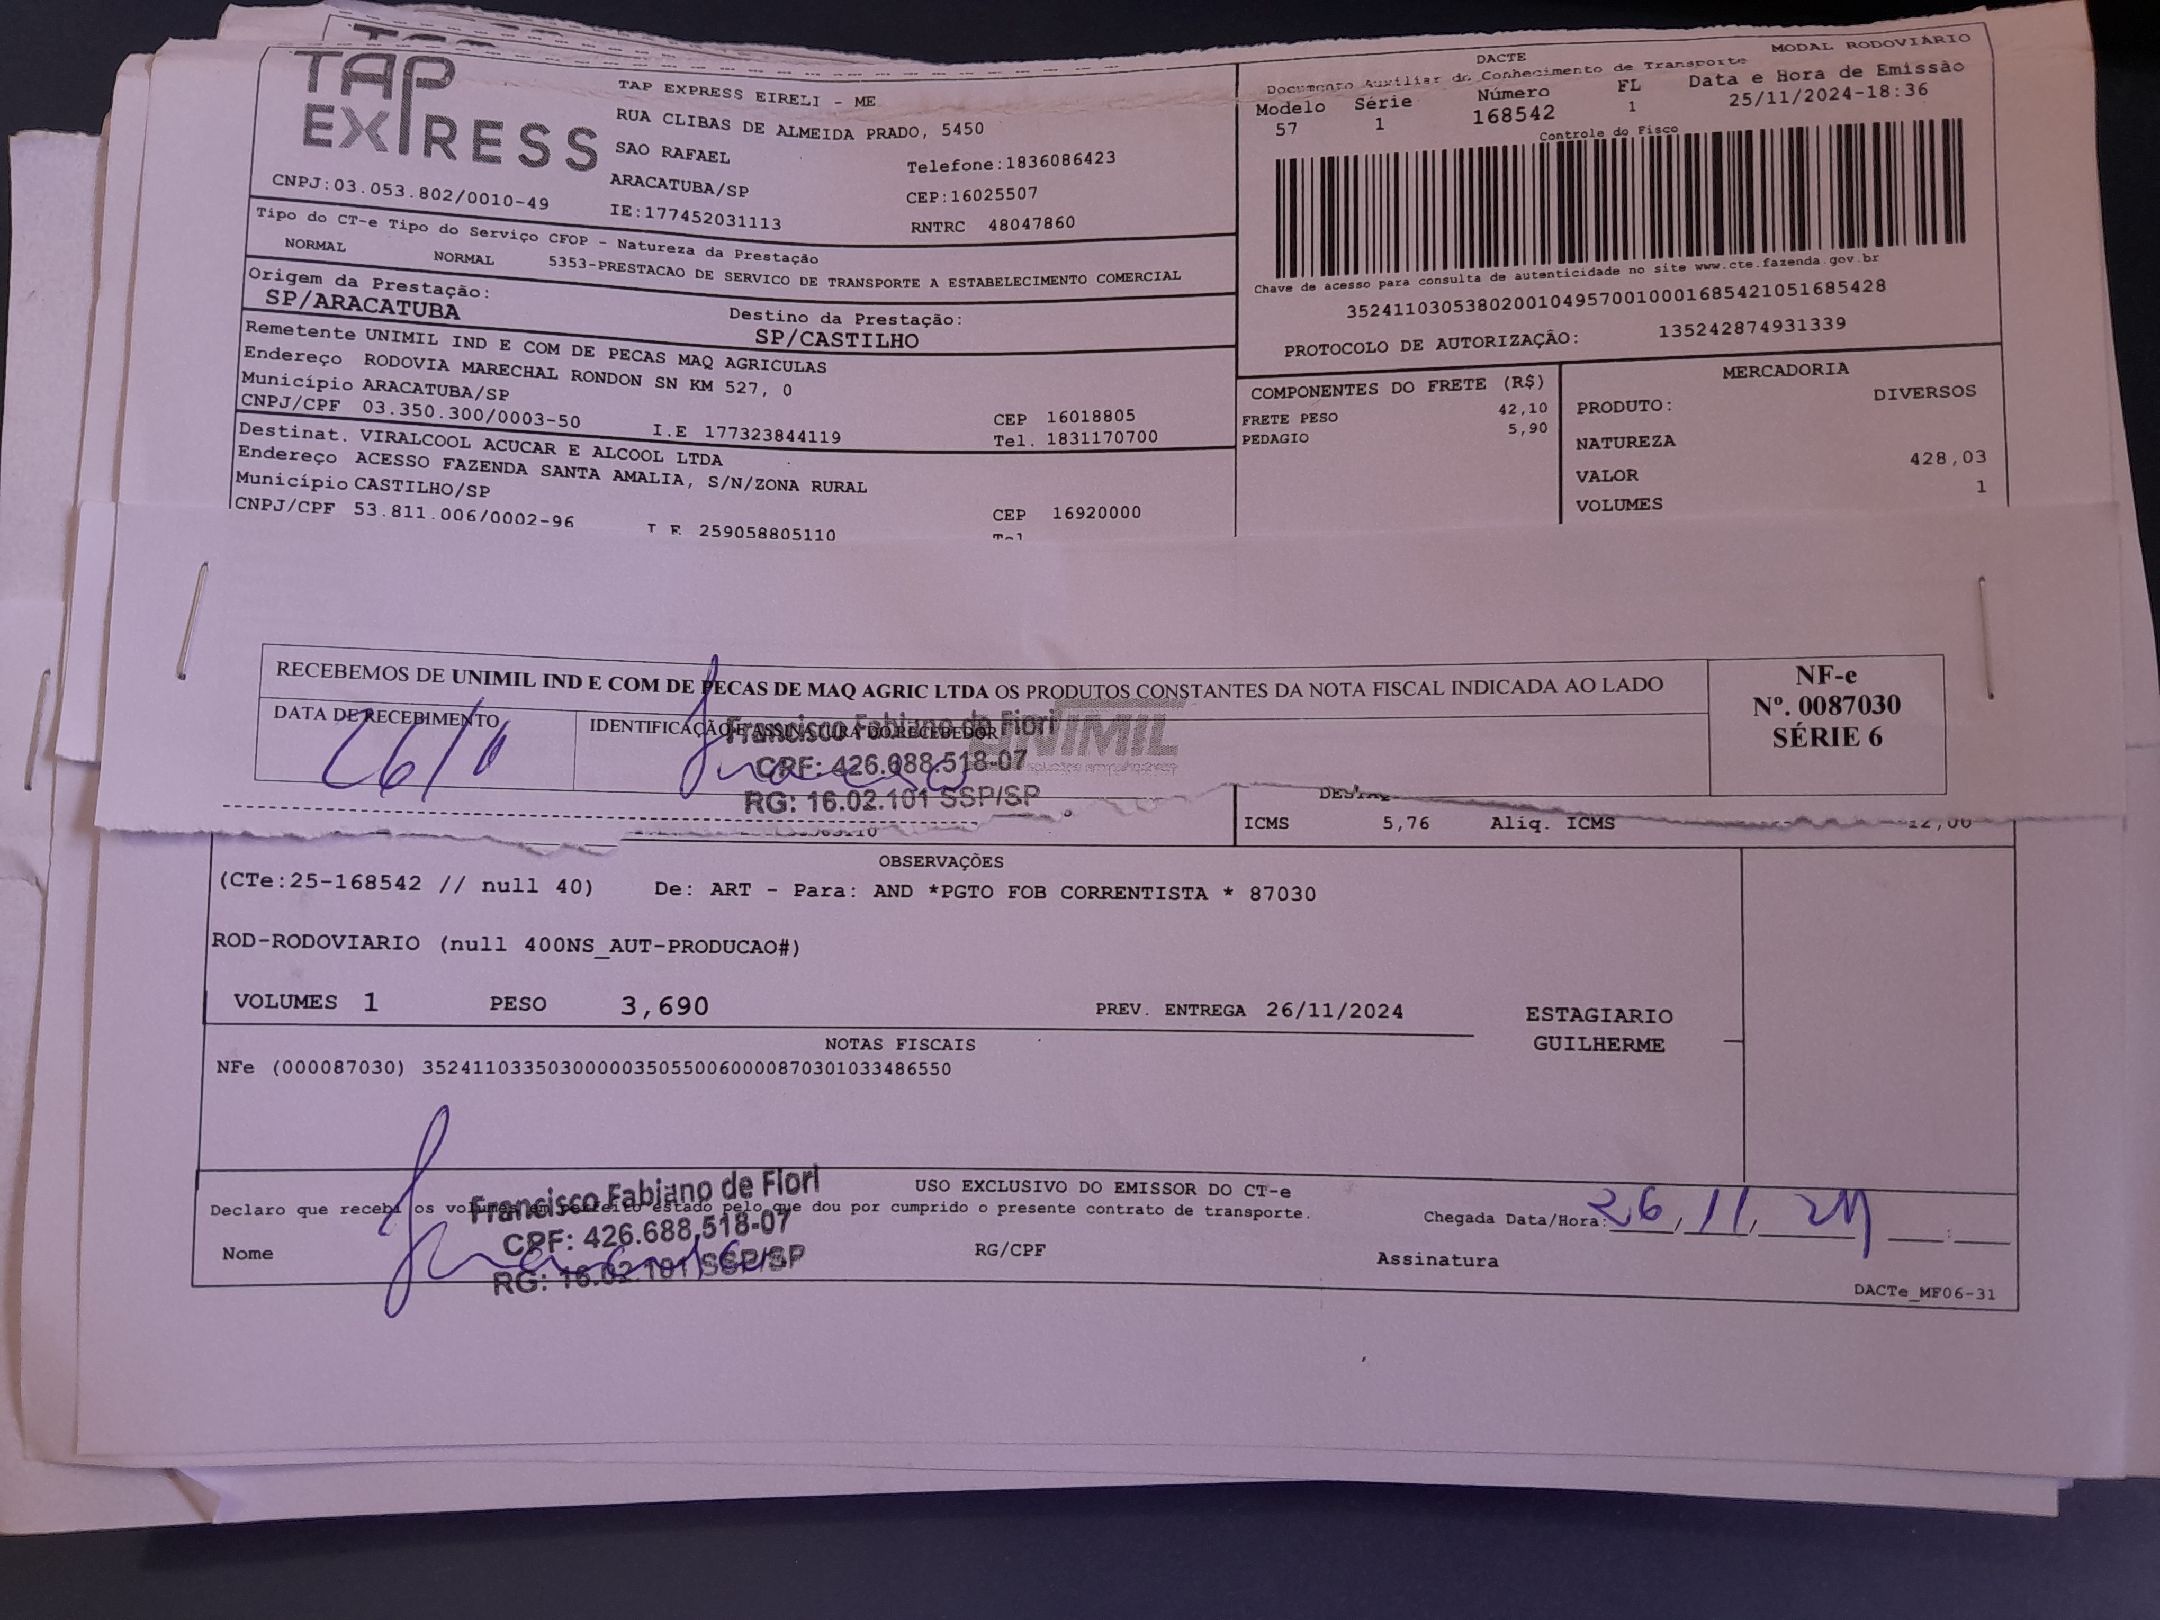 TAP
EXPRESS
CNPJ:03.053.802/0010-49
TAP EXPRESS EIRELI - ME
RUA CLIBAS DE ALMEIDA PRADO, 5450
SAO RAFAEL
Telefone:1836086423
ARACATUBA/SP
CEP:16025507
IE:177452031113
RNTRC 48047860
DACTE
MODAL RODOVIÁRIO
Documento Auxiliar do Conhecimento de Transporte
Modelo Série Número FL Data e Hora de Emissão
57 1 168542 1 25/11/2024-18:36
Controle do Fisco
Chave de acesso para consulta de autenticidade no site www.cte.fazenda.gov.br
35241103053802001049570010001685421051685428
PROTOCOLO DE AUTORIZAÇÃO: 135242874931339
Tipo do CT-e Tipo do Serviço CFOP - Natureza da Prestação
NORMAL NORMAL 5353-PRESTACAO DE SERVICO DE TRANSPORTE A ESTABELECIMENTO COMERCIAL
Origem da Prestação:
SP/ARACATUBA
Destino da Prestação:
SP/CASTILHO
Remetente UNIMIL IND E COM DE PECAS MAQ AGRICULAS
Endereço RODOVIA MARECHAL RONDON SN KM 527, 0
Município ARACATUBA/SP
CEP 16018805
CNPJ/CPF 03.350.300/0003-50 I.E 177323844119 Tel. 1831170700
Destinat. VIRALCOOL ACUCAR E ALCOOL LTDA
Endereço ACESSO FAZENDA SANTA AMALIA, S/N/ZONA RURAL
Município CASTILHO/SP
CEP 16920000
CNPJ/CPF 53.811.006/0002-96 259058805110
COMPONENTES DO FRETE (R$)
FRETE PESO 42,10
PEDAGIO 5,90
MERCADORIA
PRODUTO: DIVERSOS
NATUREZA
VALOR 428,03
VOLUMES 1
RECEBEMOS DE UNIMIL IND E COM DE PECAS DE MAQ AGRIC LTDA OS PRODUTOS CONSTANTES DA NOTA FISCAL INDICADA AO LADO
DATA DE RECEBIMENTO
26/11
IDENTIFICAÇÃO E ASSINATURA DO RECEBEDOR
UNIMIL
Francisco Fabiano de Fiori
CPF: 426.688.518-07
RG: 16.02.101 SSP/SP
NF-e
Nº. 0087030
SÉRIE 6
ICMS 5,76 Aliq. ICMS 12,00
OBSERVAÇÕES
(CTe:25-168542 // null 40) De: ART - Para: AND *PGTO FOB CORRENTISTA * 87030
ROD-RODOVIARIO (null 400NS_AUT-PRODUCAO#)
VOLUMES 1 PESO 3,690 PREV. ENTREGA 26/11/2024
ESTAGIARIO
GUILHERME
NOTAS FISCAIS
NFe (000087030) 35241103350300000350550060000870301033486550
USO EXCLUSIVO DO EMISSOR DO CT-e
Declaro que recebi os volumes em perfeito estado pelo que dou por cumprido o presente contrato de transporte.
Chegada Data/Hora: 26/11/24 :
Nome
RG/CPF
Assinatura
Francisco Fabiano de Fiori
CPF: 426.688.518-07
RG: 16.02.101 SSP/SP
DACTe_MF06-31